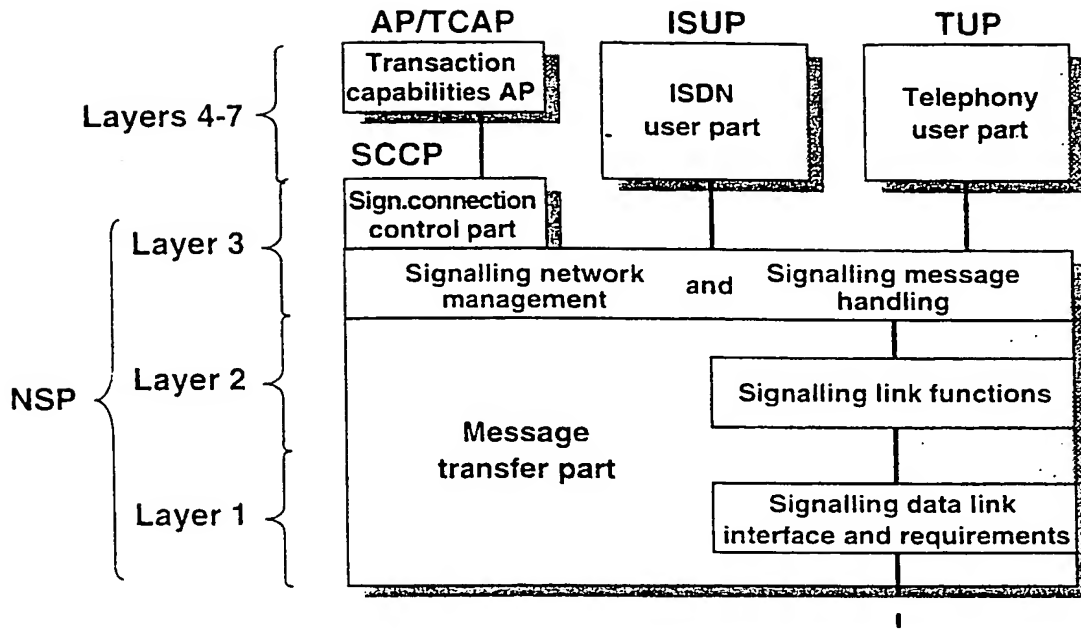 AP/TCAP
ISUP
TUP
Layers 4-7
Transaction
capabilities AP
ISDN
user part
Telephony
user part
SCCP
Sign.connection
control part
Layer 3
Signalling network
management
and
Signalling message
handling
NSP
Layer 2
Signalling link functions
Message
transfer part
Layer 1
Signalling data link
interface and requirements